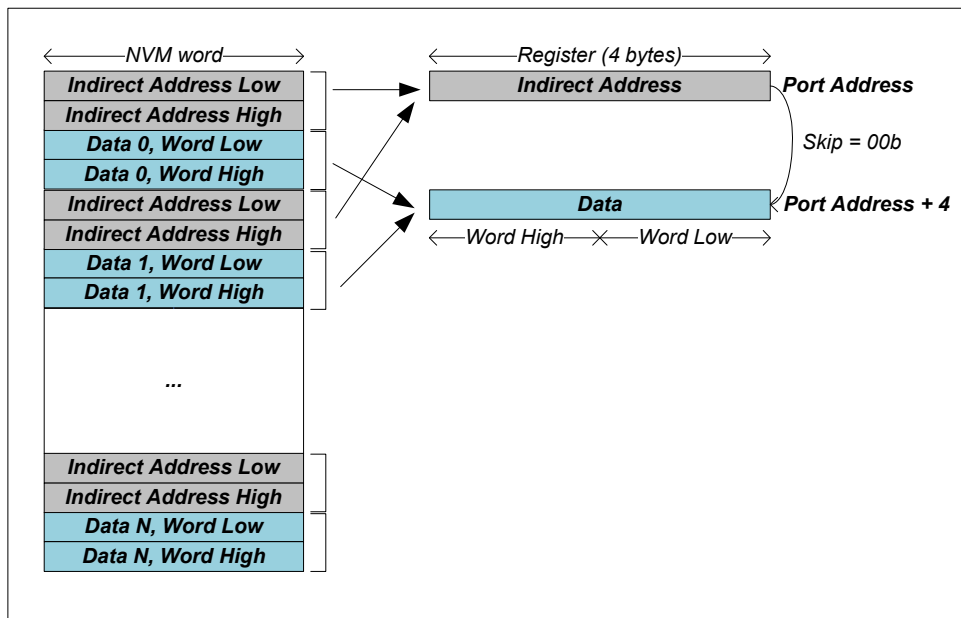 NVM word
Indirect Address Low
Indirect Address High
Data 0, Word Low
Data 0, Word High
Indirect Address Low
Indirect Address High
Data 1, Word Low
Data 1, Word High
...
Indirect Address Low
Indirect Address High
Data N, Word Low
Data N, Word High
Register (4 bytes)
Indirect Address
Port Address
Skip = 00b
Data
Port Address + 4
Word High
Word Low